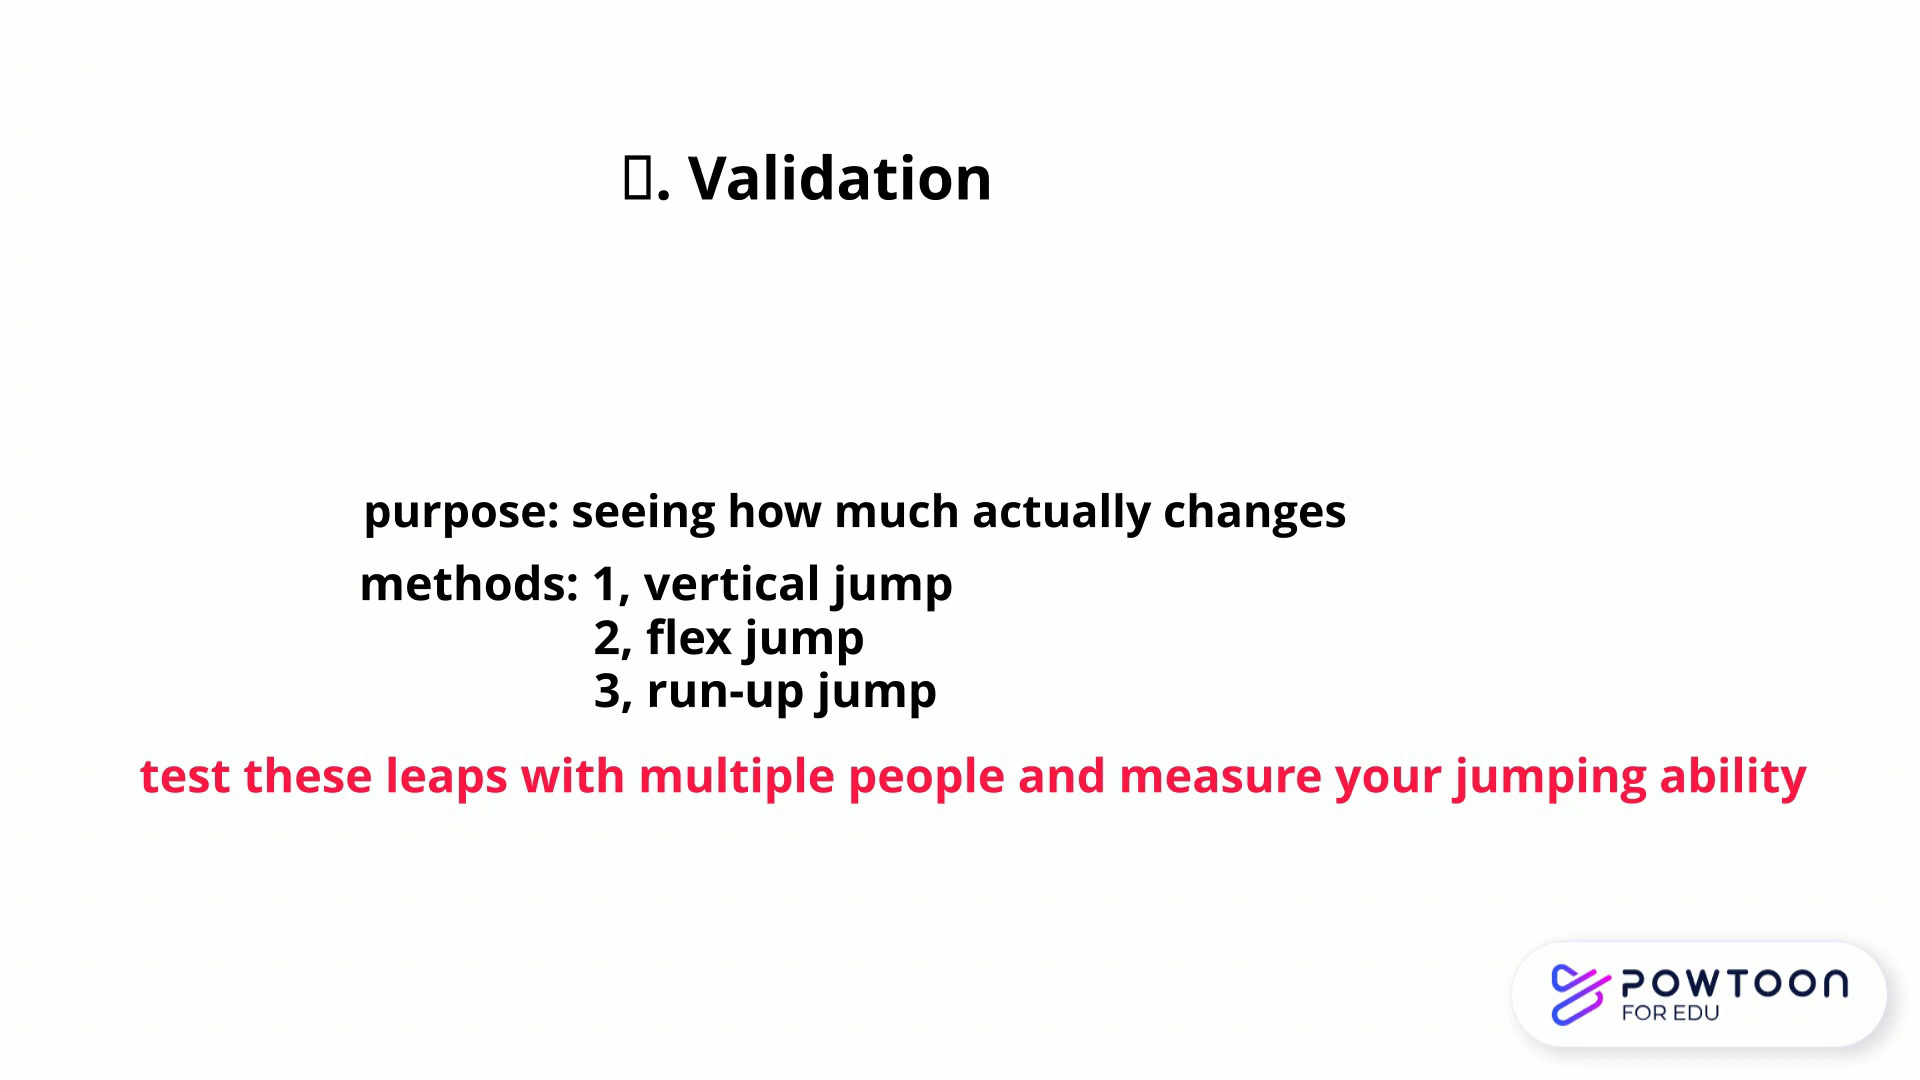 . Validation
purpose: seeing how much actually changes
methods: 1, vertical jump
2, flex jump
3, run-up jump
test these leaps with multiple people and measure your jumping ability
POWTOON
FOR EDU